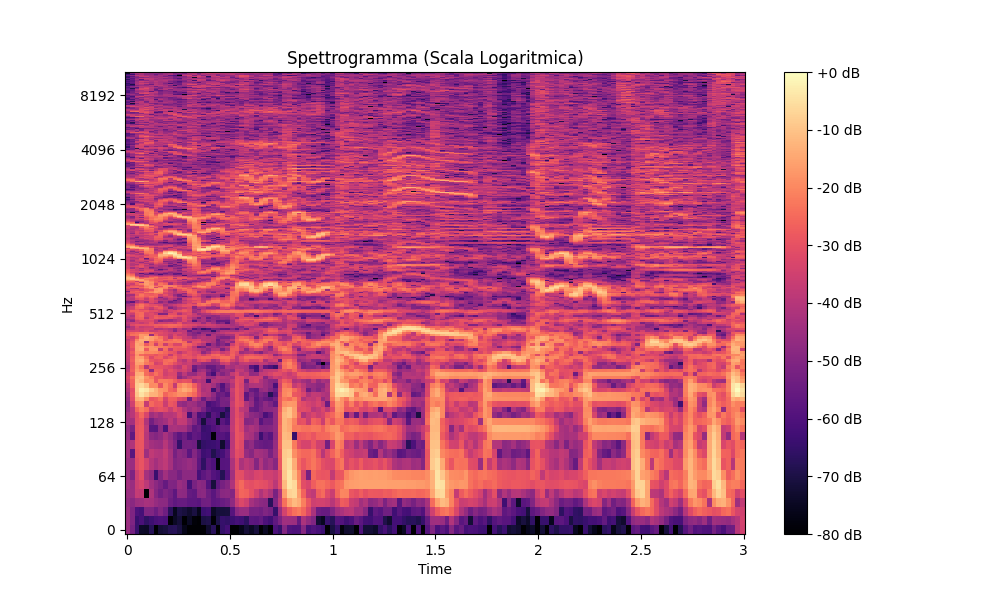 Spettrogramma (Scala Logaritmica)
Hz
8192
4096
2048
1024
512
256
128
64
0
0
0.5
1
1.5
2
2.5
3
Time
+0 dB
-10 dB
-20 dB
-30 dB
-40 dB
-50 dB
-60 dB
-70 dB
-80 dB